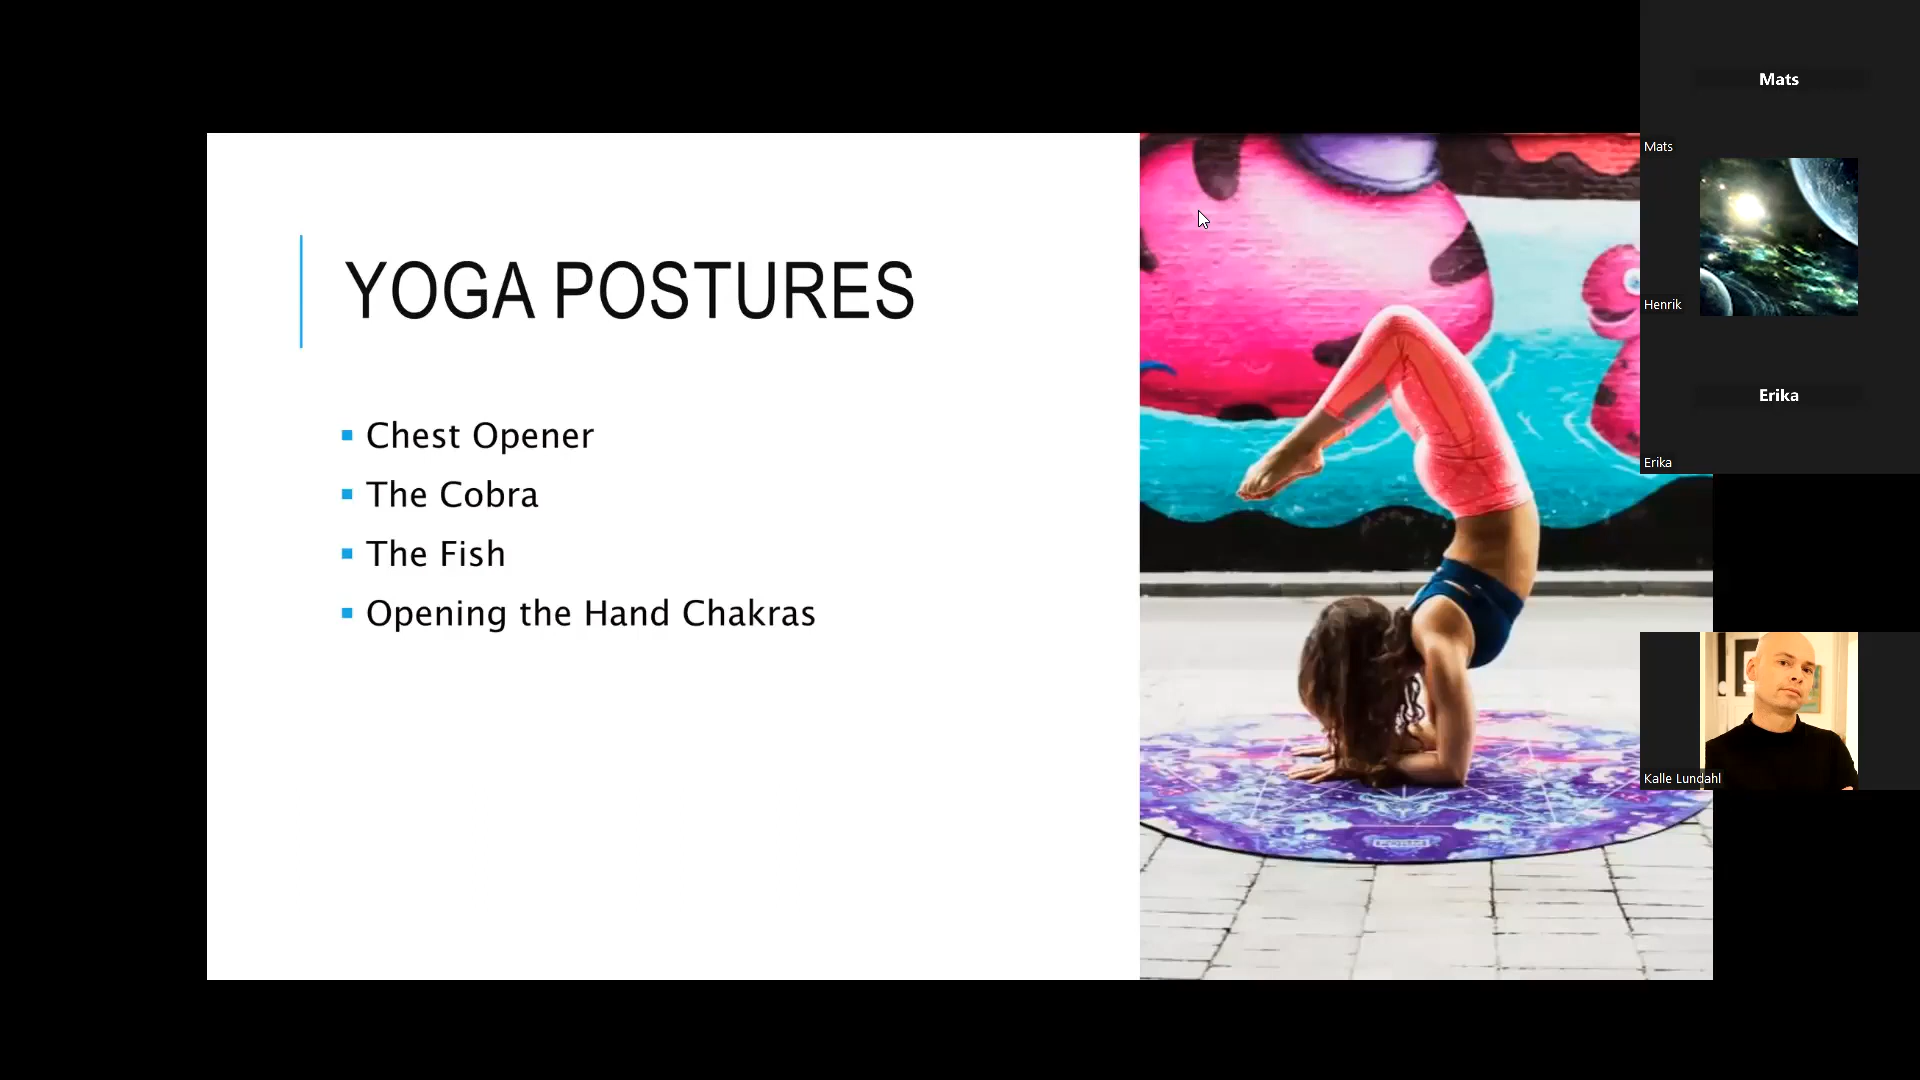 YOGA POSTURES
Chest Opener
The Cobra
The Fish
Opening the Hand Chakras
Mats
Mats
Henrik
Erika
Erika
Kalle Lundahl